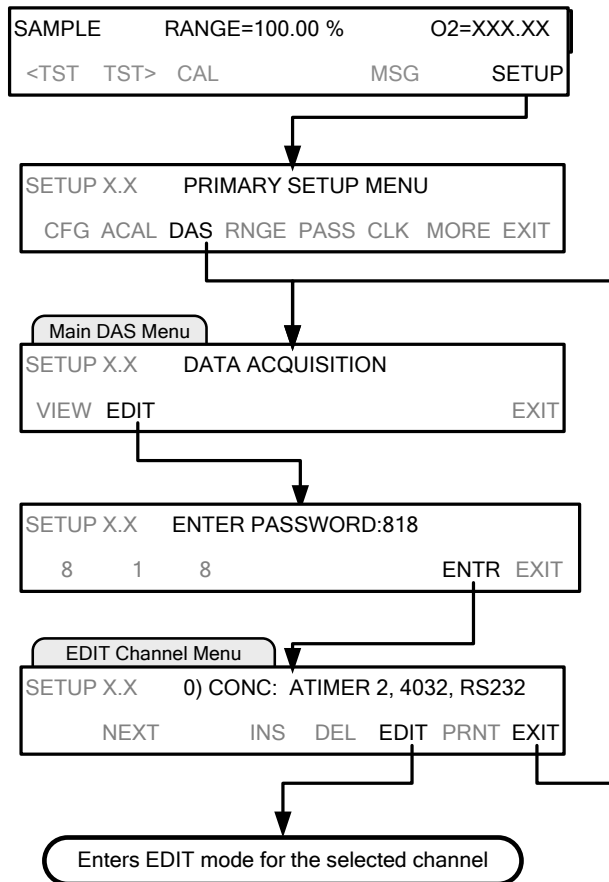 SAMPLE RANGE=100.00 % O2=XXX.XX
<TST TST> CAL MSG SETUP
SETUP X.X PRIMARY SETUP MENU
CFG ACAL DAS RNGE PASS CLK MORE EXIT
Main DAS Menu
SETUP X.X DATA ACQUISITION
VIEW EDIT EXIT
SETUP X.X ENTER PASSWORD:818
8 1 8 ENTR EXIT
EDIT Channel Menu
SETUP X.X 0) CONC: ATIMER 2, 4032, RS232
NEXT INS DEL EDIT PRNT EXIT
Enters EDIT mode for the selected channel